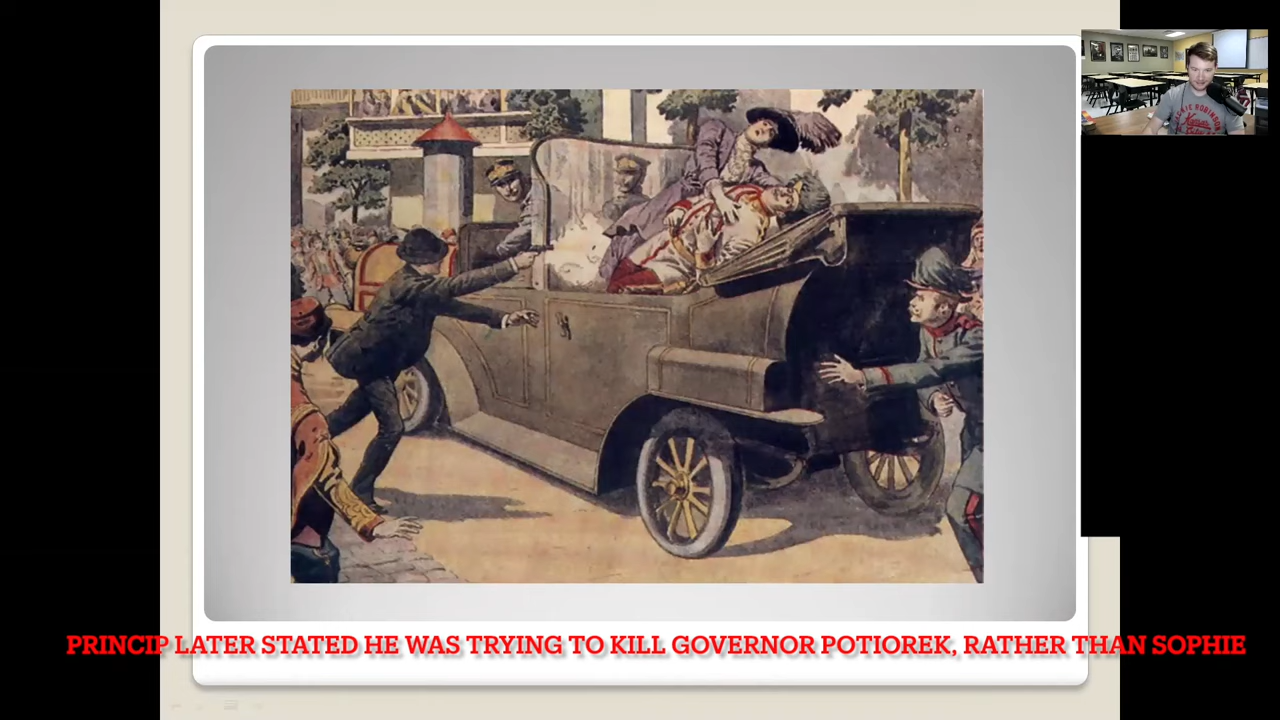 PRINCIP LATER STATED HE WAS TRYING TO KILL GOVERNOR POTIOREK, RATHER THAN SOPHIE